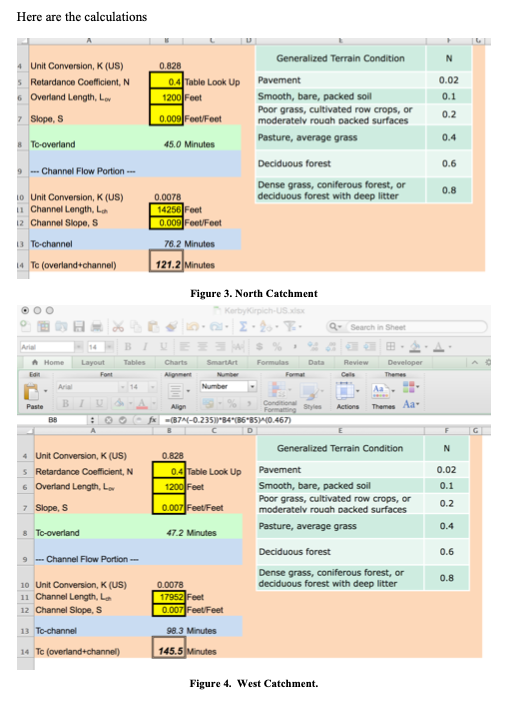 Here are the calculations
A B C D E F G
4 Unit Conversion, K (US) 0.828 Generalized Terrain Condition N
5 Retardance Coefficient, N 0.4 Table Look Up Pavement 0.02
6 Overland Length, Lov 1200 Feet Smooth, bare, packed soil 0.1
7 Slope, S 0.009 Feet/Feet Poor grass, cultivated row crops, or moderately rough packed surfaces 0.2
8 Tc-overland 45.0 Minutes Pasture, average grass 0.4
9 --- Channel Flow Portion --- Deciduous forest 0.6
10 Unit Conversion, K (US) 0.0078 Dense grass, coniferous forest, or deciduous forest with deep litter 0.8
11 Channel Length, Lch 14256 Feet
12 Channel Slope, S 0.009 Feet/Feet
13 Tc-channel 76.2 Minutes
14 Tc (overland+channel) 121.2 Minutes
Figure 3. North Catchment
KerbyKirpich-US.xlsx
Search in Sheet
Arial 14 B I U
Home Layout Tables Charts SmartArt Formulas Data Review Developer
Edit Font Alignment Number Format Cells Themes
Arial 14 Number
Paste B I U Align Conditional Formatting Styles Actions Themes Aa
B8 fx =(B7^(-0.235))*B4*(B6*B5)^(0.467)
A B C D E F G
4 Unit Conversion, K (US) 0.828 Generalized Terrain Condition N
5 Retardance Coefficient, N 0.4 Table Look Up Pavement 0.02
6 Overland Length, Lov 1200 Feet Smooth, bare, packed soil 0.1
7 Slope, S 0.007 Feet/Feet Poor grass, cultivated row crops, or moderately rough packed surfaces 0.2
8 Tc-overland 47.2 Minutes Pasture, average grass 0.4
9 --- Channel Flow Portion --- Deciduous forest 0.6
10 Unit Conversion, K (US) 0.0078 Dense grass, coniferous forest, or deciduous forest with deep litter 0.8
11 Channel Length, Lch 17952 Feet
12 Channel Slope, S 0.007 Feet/Feet
13 Tc-channel 98.3 Minutes
14 Tc (overland+channel) 145.5 Minutes
Figure 4. West Catchment.